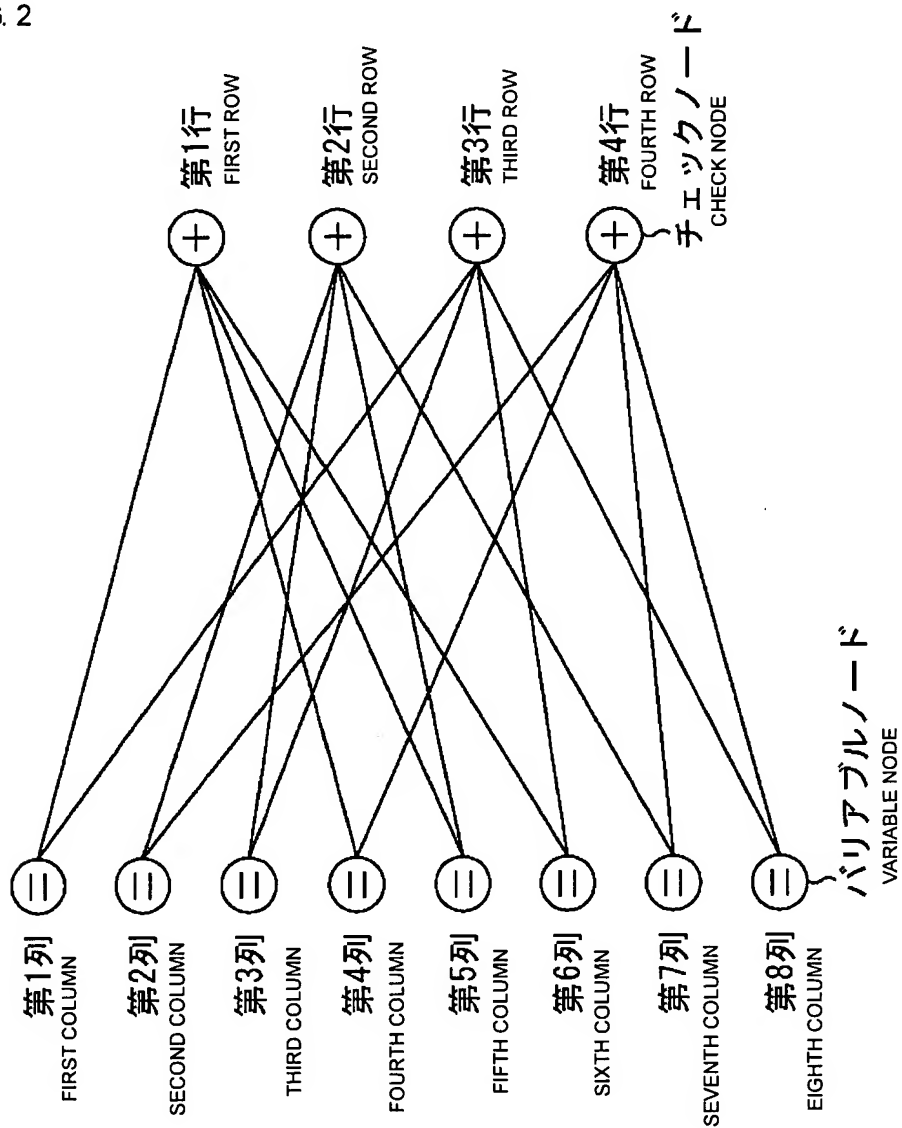 . 2
第1行
FIRST ROW
第2行
SECOND ROW
第3行
THIRD ROW
第4行
FOURTH ROW
チェックノード
CHECK NODE
第1列
FIRST COLUMN
第2列
SECOND COLUMN
第3列
THIRD COLUMN
第4列
FOURTH COLUMN
第5列
FIFTH COLUMN
第6列
SIXTH COLUMN
第7列
SEVENTH COLUMN
第8列
EIGHTH COLUMN
バリアブルノード
VARIABLE NODE